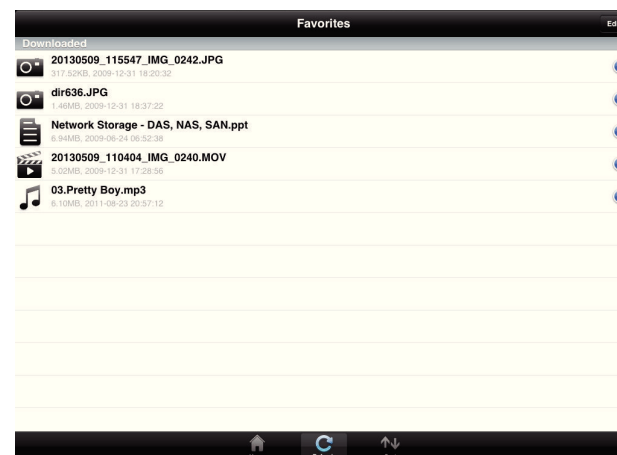 Favorites
Downloaded
20130509_115547_IMG_0242.JPG
317.52KB, 2009-12-31 18:20:32
dir636.JPG
1.46MB, 2009-12-31 18:37:22
Network Storage - DAS, NAS, SAN.ppt
6.94MB, 2009-06-24 06:52:38
20130509_110404_IMG_0240.MOV
5.02MB, 2009-12-31 17:28:56
03.Pretty Boy.mp3
6.10MB, 2011-08-23 20:57:12